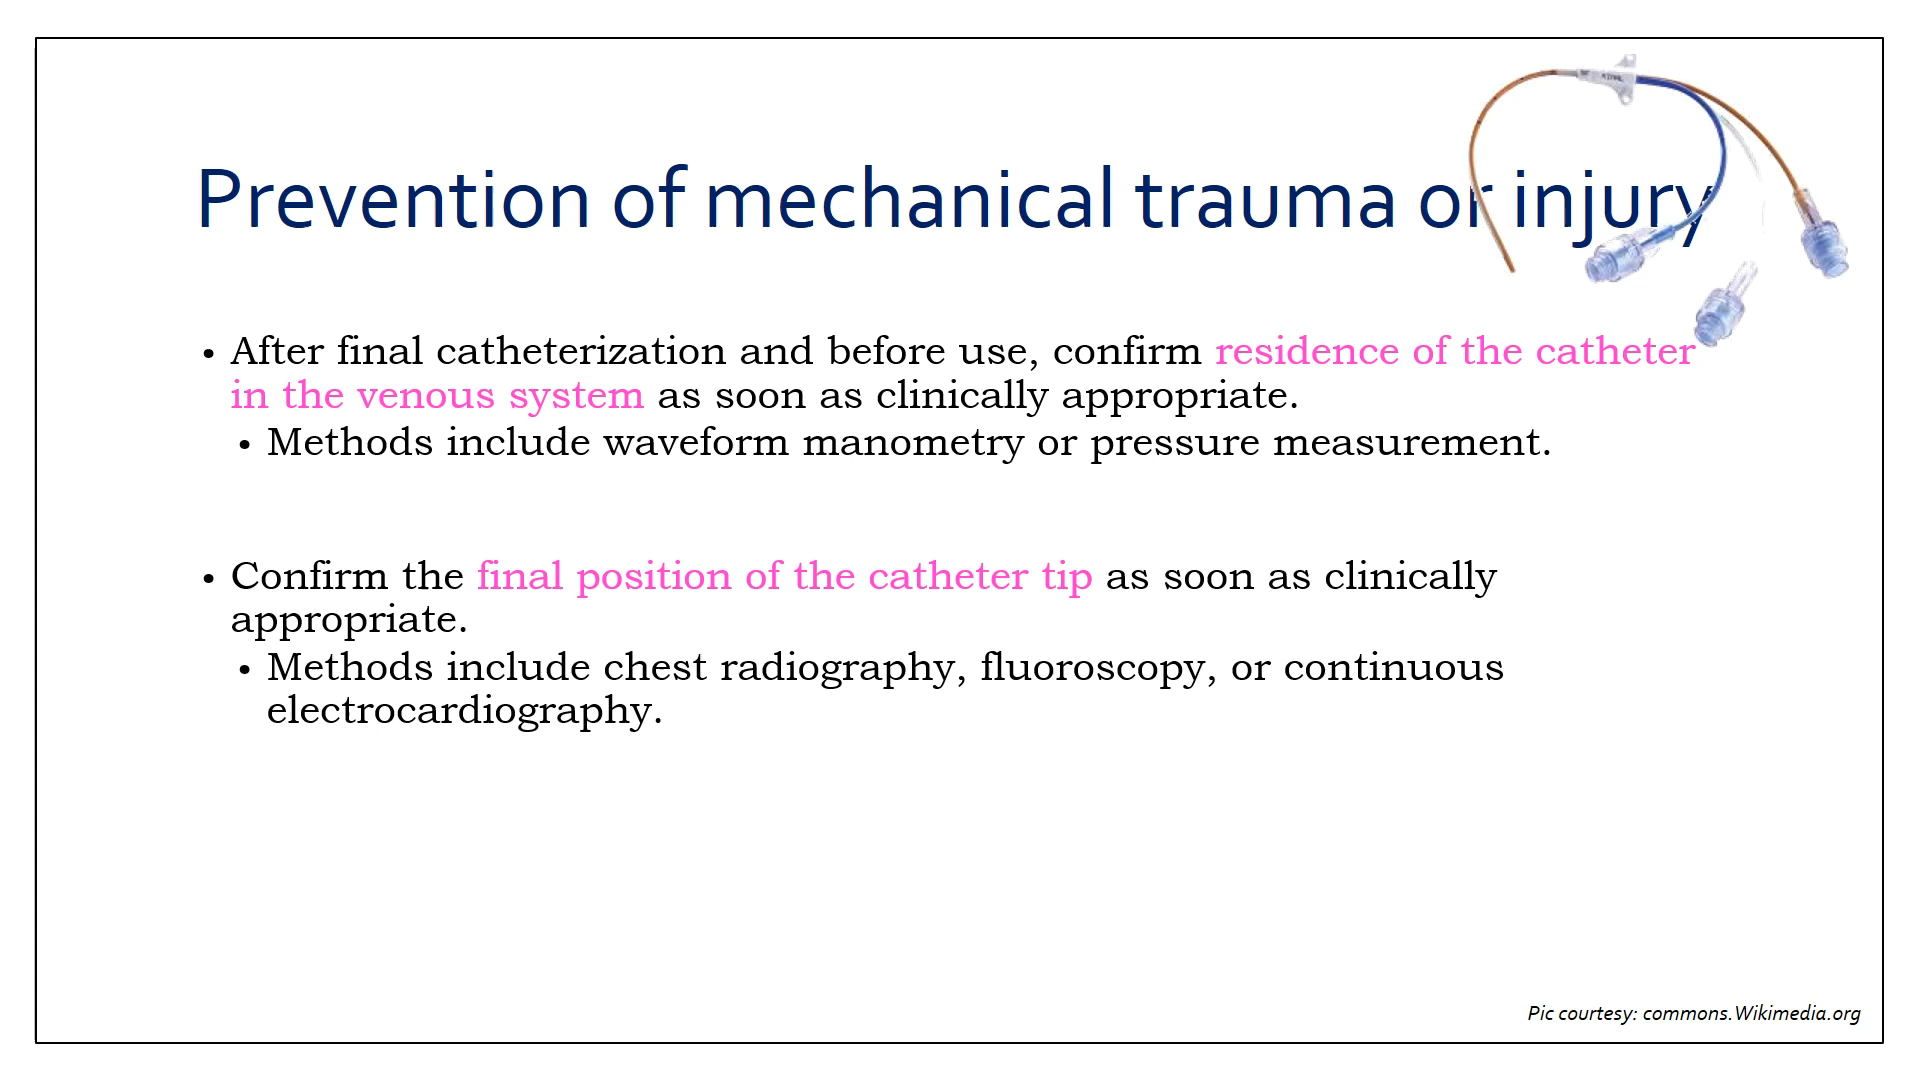 Prevention of mechanical trauma or injury
• After final catheterization and before use, confirm residence of the catheter
in the venous system as soon as clinically appropriate.
• Methods include waveform manometry or pressure measurement.
• Confirm the final position of the catheter tip as soon as clinically
appropriate.
• Methods include chest radiography, fluoroscopy, or continuous
electrocardiography.
Pic courtesy: commons.Wikimedia.org